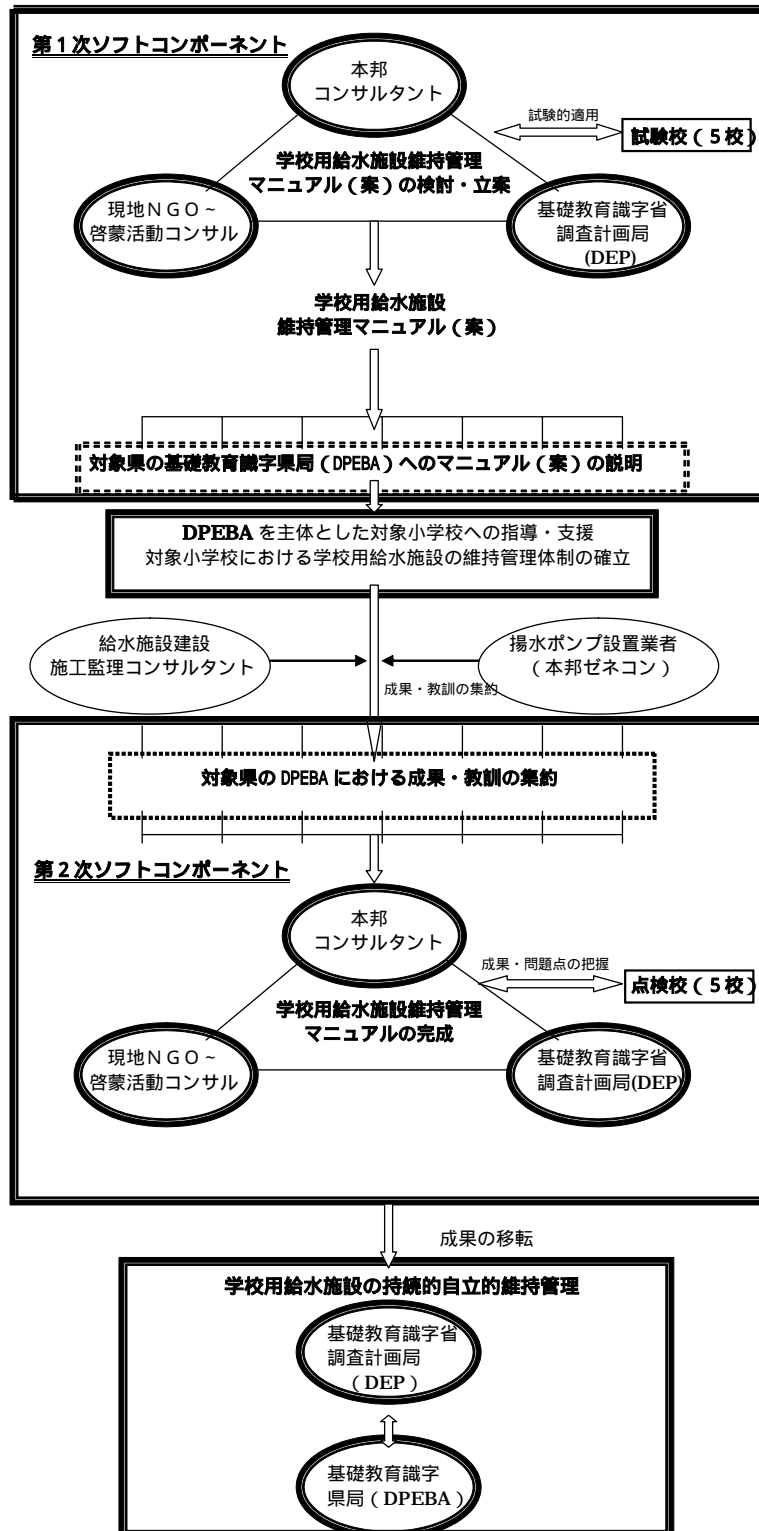 第1次ソフトコンポーネント
本邦
コンサルタント
試験的適用
試験校(5校)
学校用給水施設維持管理
マニュアル(案)の検討・立案
現地NGO~
啓蒙活動コンサル
基礎教育識字省
調査計画局
(DEP)
学校用給水施設
維持管理マニュアル(案)
対象県の基礎教育識字県局(DPEBA)へのマニュアル(案)の説明
DPEBAを主体とした対象小学校への指導・支援
対象小学校における学校用給水施設の維持管理体制の確立
給水施設建設
施工監理コンサルタント
揚水ポンプ設置業者
(本邦ゼネコン)
成果・教訓の集約
対象県のDPEBAにおける成果・教訓の集約
第2次ソフトコンポーネント
本邦
コンサルタント
成果・問題点の把握
点検校(5校)
学校用給水施設維持管理
マニュアルの完成
現地NGO~
啓蒙活動コンサル
基礎教育識字省
調査計画局(DEP)
成果の移転
学校用給水施設の持続的自立的維持管理
基礎教育識字省
調査計画局
(DEP)
基礎教育識字
県局(DPEBA)